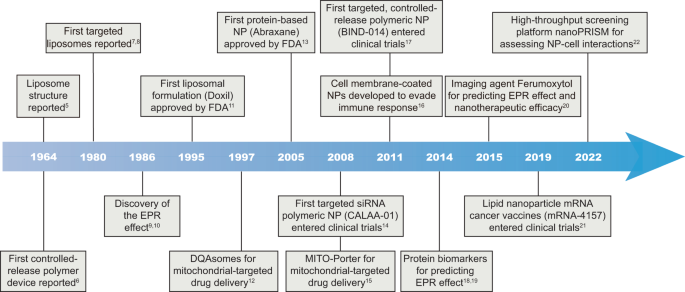 First targeted
liposomes reported7,8
First protein-based
NP (Abraxane)
approved by FDA13
First targeted, controlled-
release polymeric NP
(BIND-014) entered
clinical trials17
High-throughput screening
platform nanoPRISM for
assessing NP-cell interactions22
Liposome
structure
reported5
First liposomal
formulation (Doxil)
approved by FDA11
Cell membrane-coated
NPs developed to evade
immune response16
Imaging agent Ferumoxytol
for predicting EPR effect and
nanotherapeutic efficacy20
1964 1980 1986 1995 1997 2005 2008 2011 2014 2015 2019 2022
Discovery of
the EPR
effect9,10
First targeted siRNA
polymeric NP (CALAA-01)
entered clinical trials14
Lipid nanoparticle mRNA
cancer vaccines (mRNA-4157)
entered clinical trials21
First controlled-
release polymer
device reported6
DQAsomes for
mitochondrial-targeted
drug delivery12
MITO-Porter for
mitochondrial-targeted
drug delivery15
Protein biomarkers
for predicting
EPR effect18,19